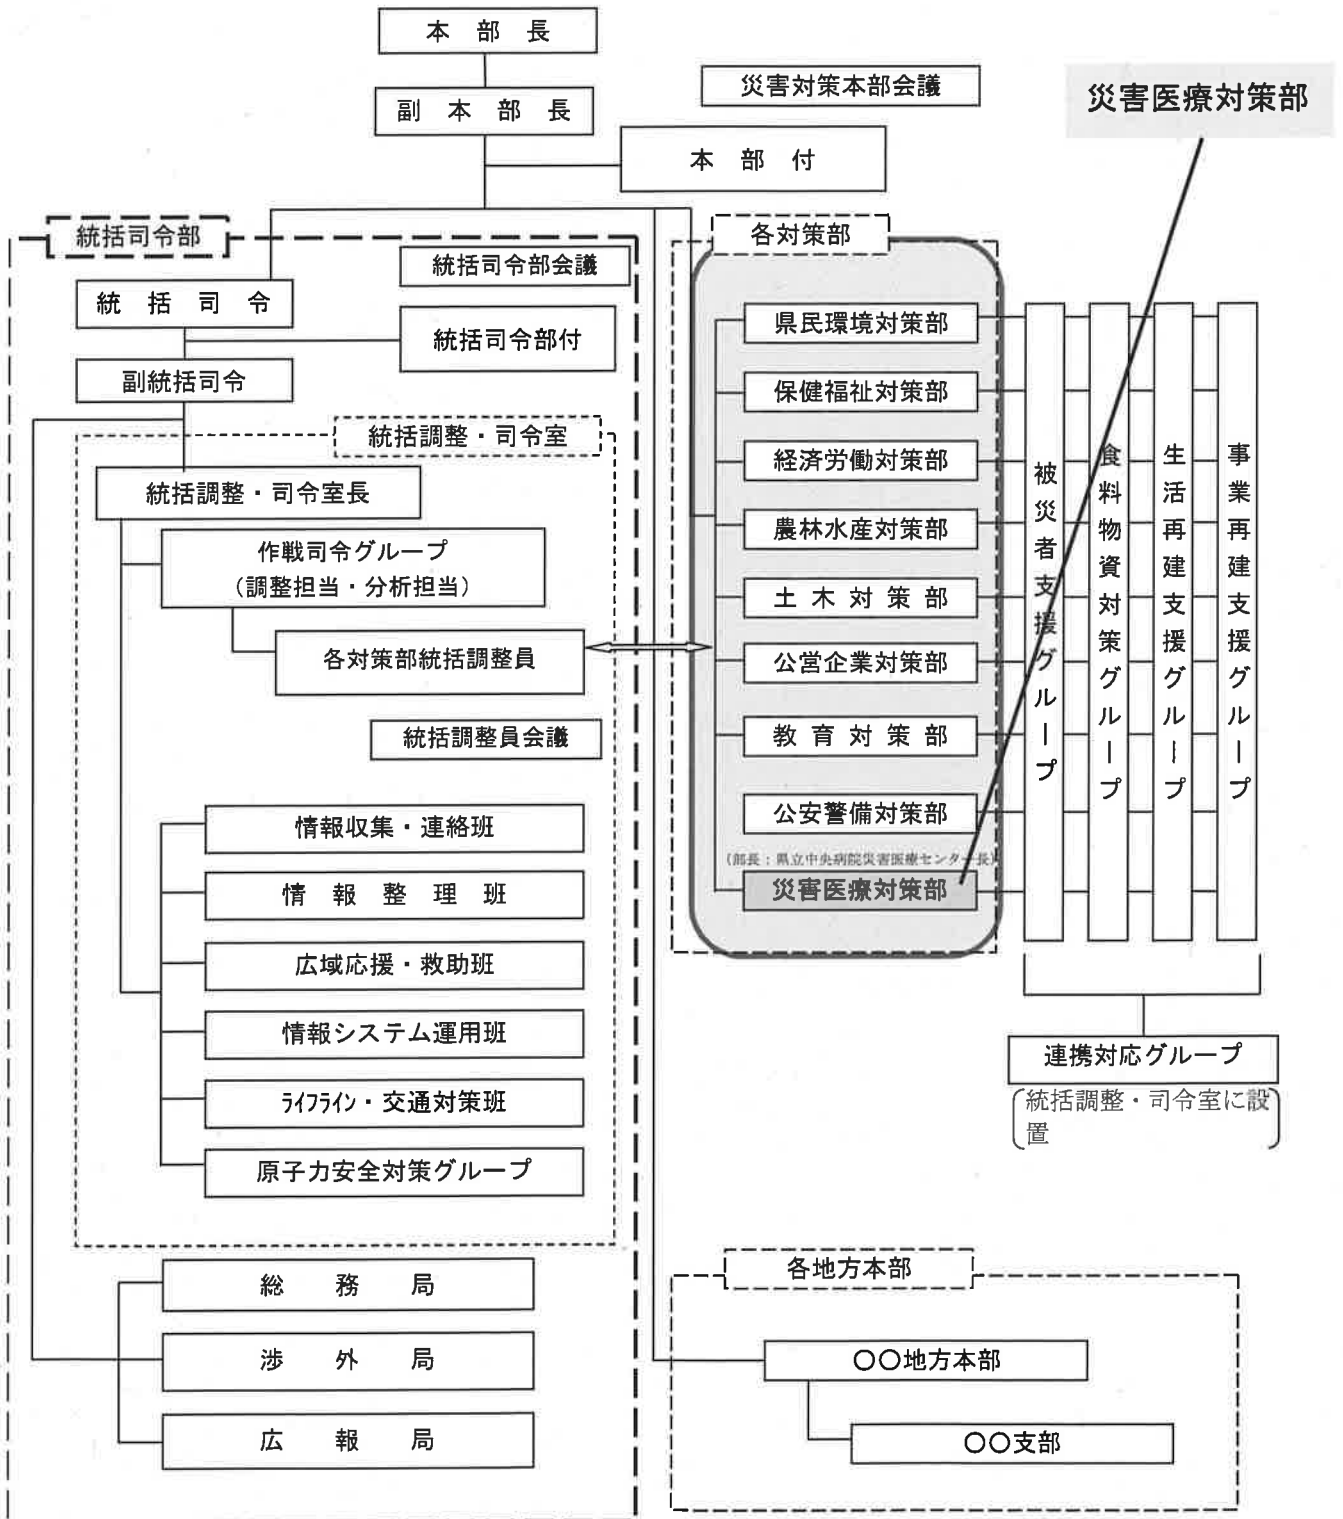 本部長
災害対策本部会議
災害医療対策部
副本部長
本部付
統括司令部
各対策部
統括司令部会議
統括司令
統括司令部付
副統括司令
統括調整・司令室
統括調整・司令室長
作戦司令グループ
(調整担当・分析担当)
各対策部統括調整員
統括調整員会議
情報収集・連絡班
情報整理班
広域応援・救助班
情報システム運用班
ライフライン・交通対策班
原子力安全対策グループ
総務局
渉外局
広報局
県民環境対策部
保健福祉対策部
経済労働対策部
農林水産対策部
土木対策部
公営企業対策部
教育対策部
公安警備対策部
(部長:県立中央病院災害医療センター長)
災害医療対策部
被災者支援グループ
食料物資対策グループ
生活再建支援グループ
事業再建支援グループ
連携対応グループ
統括調整・司令室に設
置
各地方本部
〇〇地方本部
〇〇支部